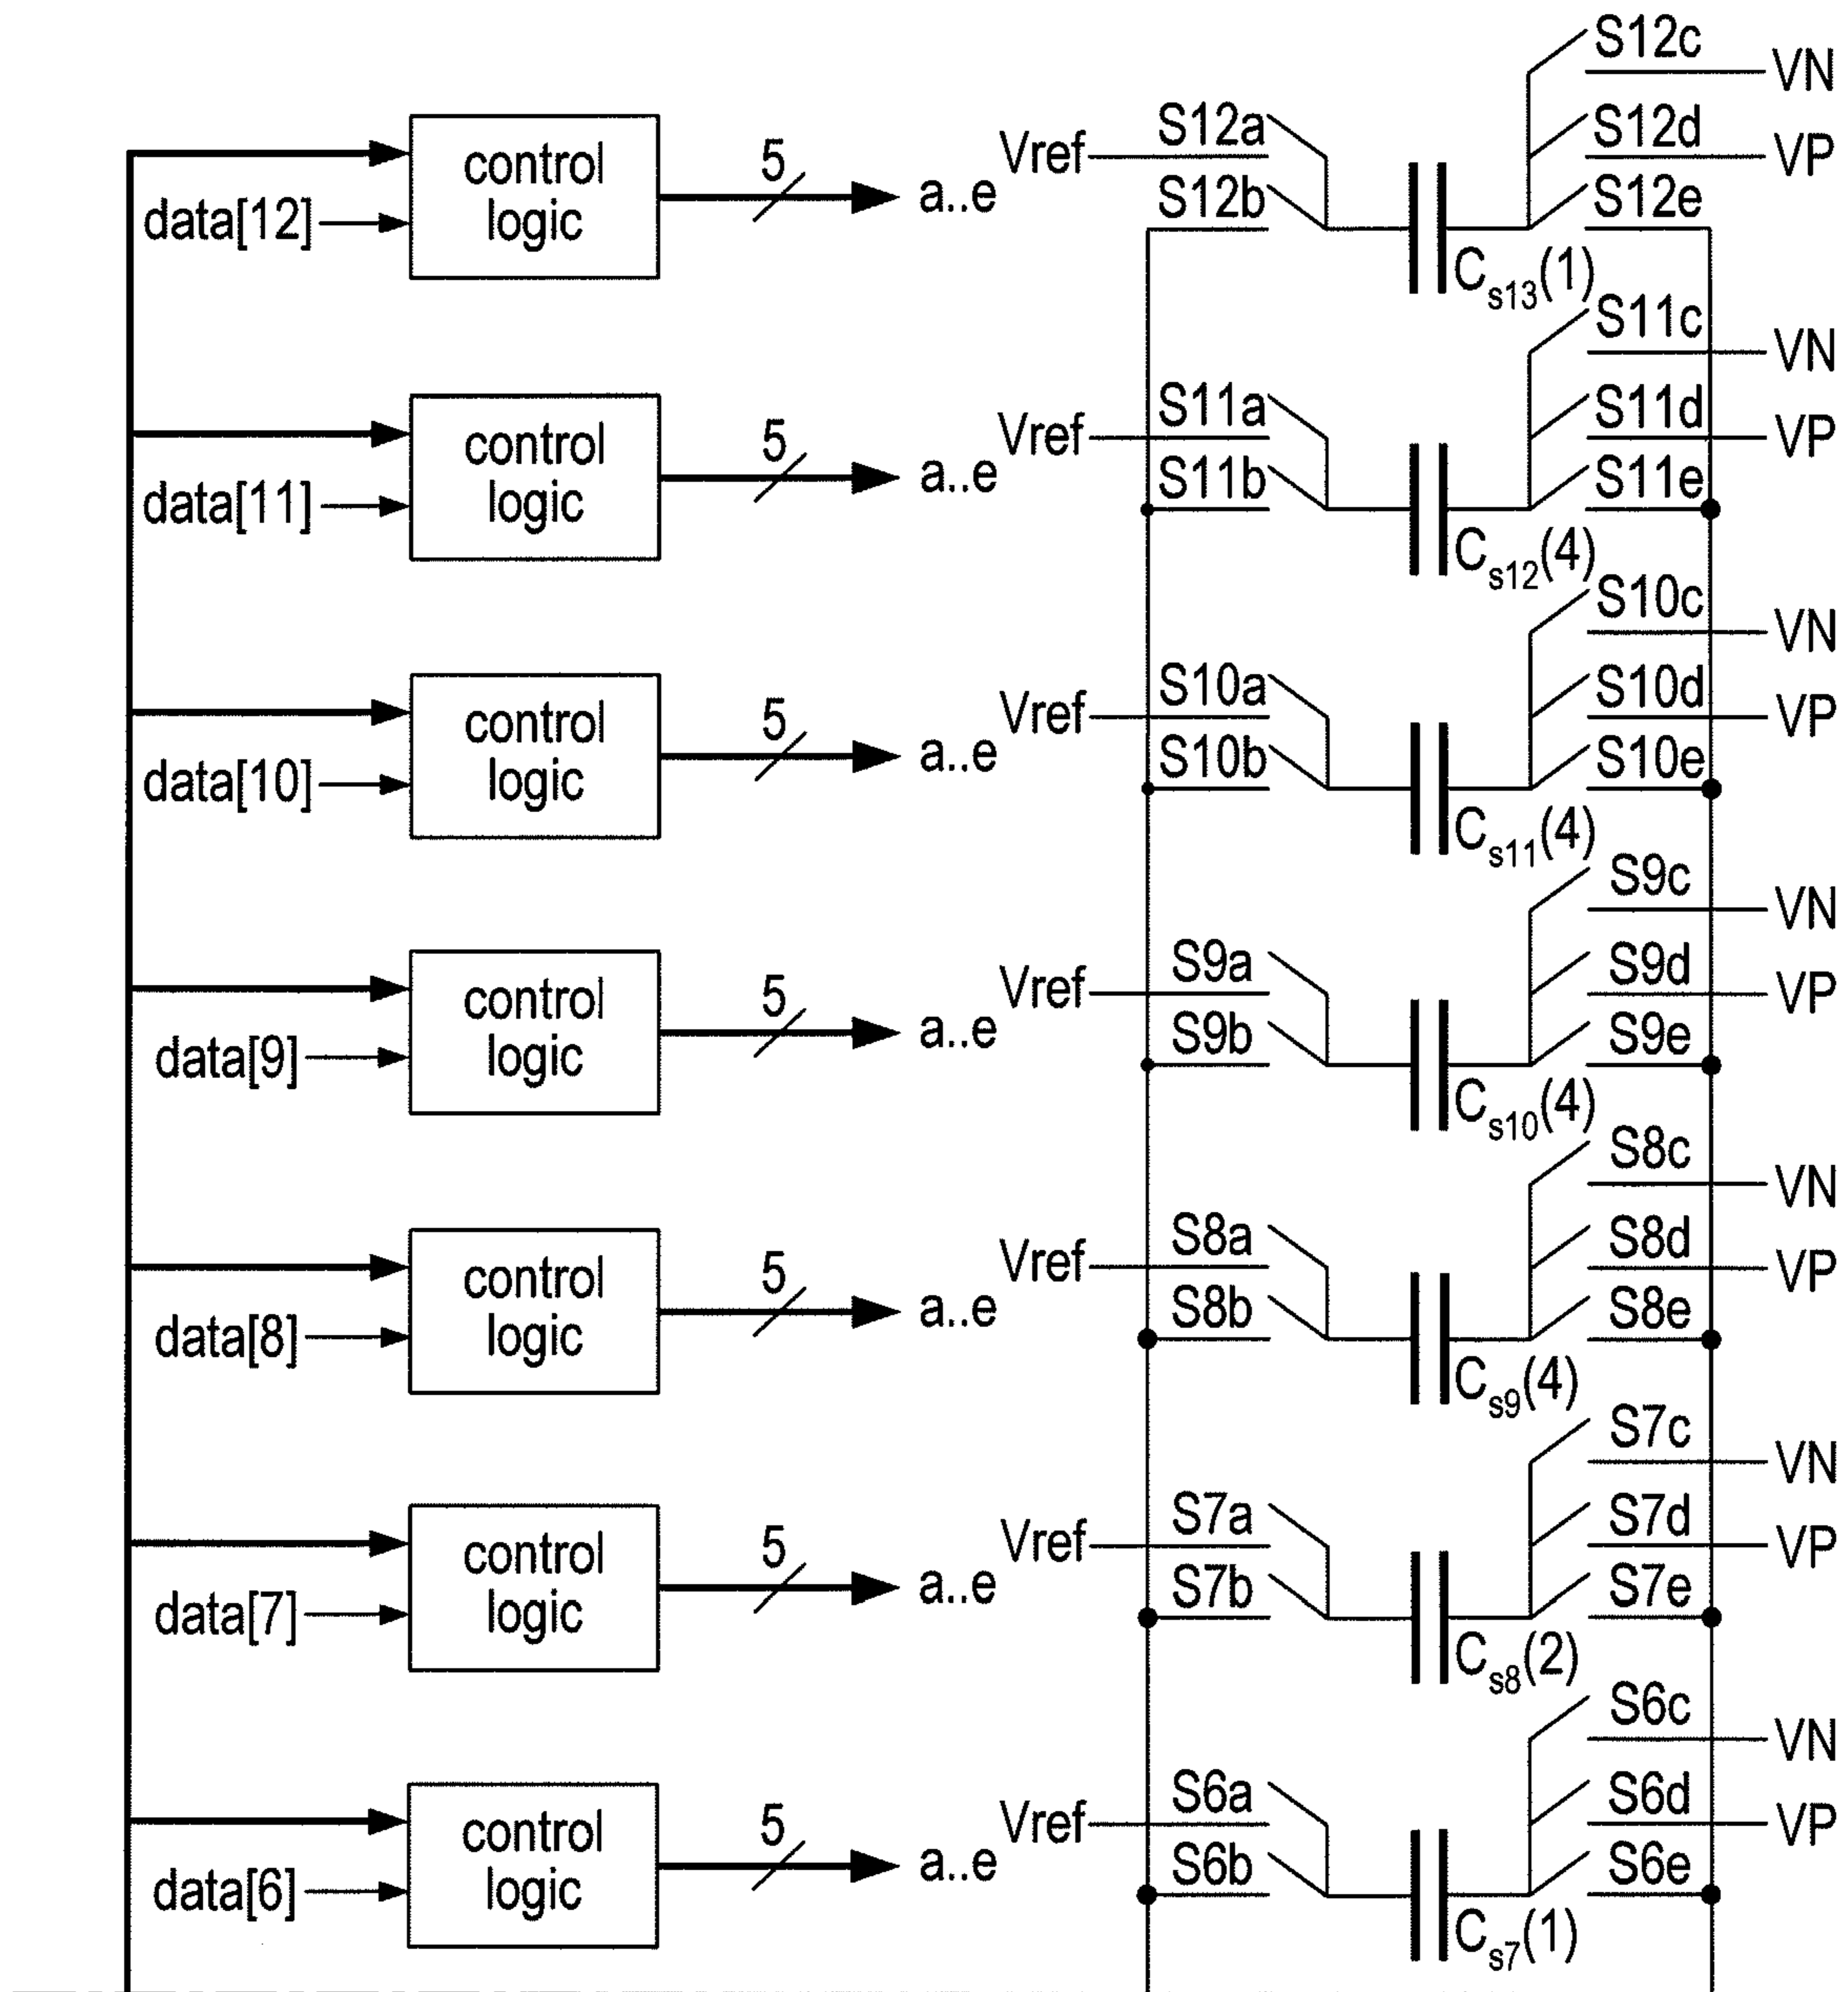 S12c
VN
control logic
data[12]
5
a..e
Vref
S12a
S12b
S12d
VP
S12e
Cs13(1)
S11c
VN
control logic
data[11]
5
a..e
Vref
S11a
S11b
S11d
VP
S11e
Cs12(4)
S10c
VN
control logic
data[10]
5
a..e
Vref
S10a
S10b
S10d
VP
S10e
Cs11(4)
S9c
VN
control logic
data[9]
5
a..e
Vref
S9a
S9b
S9d
VP
S9e
Cs10(4)
S8c
VN
control logic
data[8]
5
a..e
Vref
S8a
S8b
S8d
VP
S8e
Cs9(4)
S7c
VN
control logic
data[7]
5
a..e
Vref
S7a
S7b
S7d
VP
S7e
Cs8(2)
S6c
VN
control logic
data[6]
5
a..e
Vref
S6a
S6b
S6d
VP
S6e
Cs7(1)